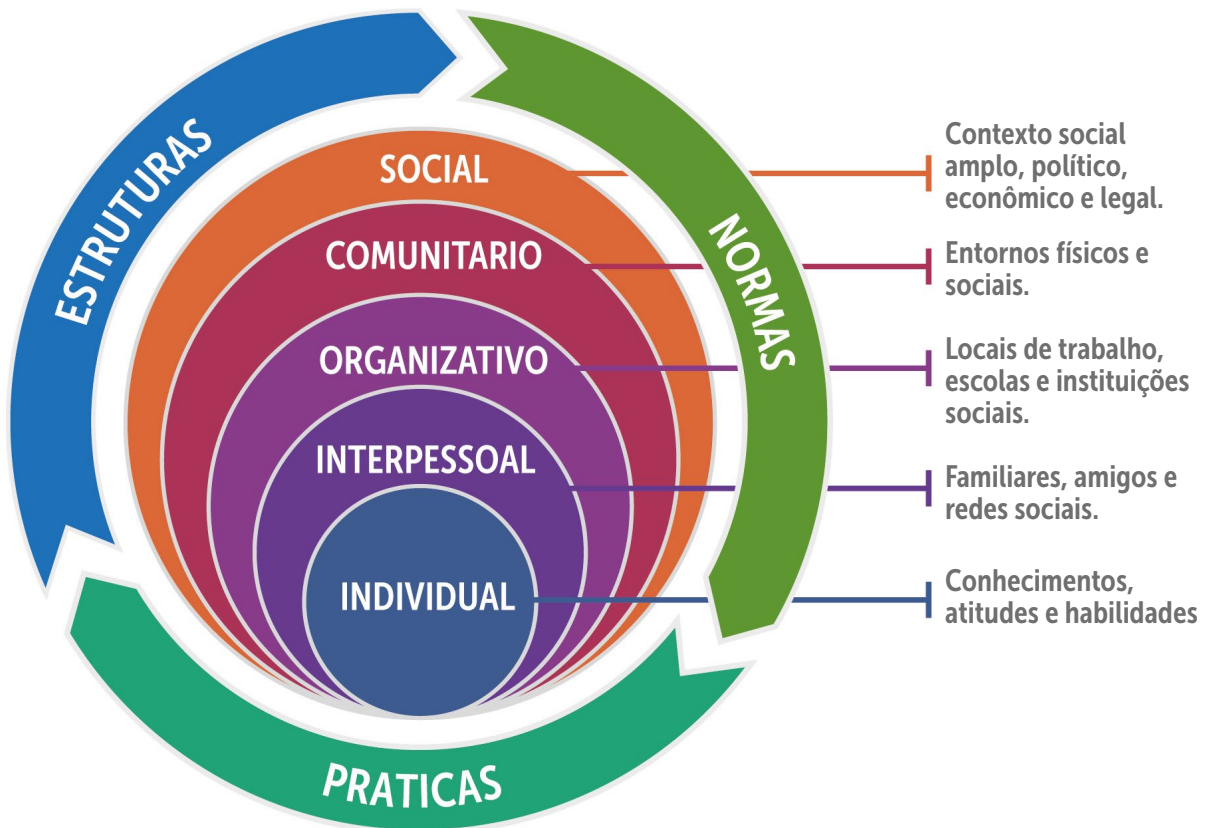 ESTRUTURAS
NORMAS
PRATICAS
SOCIAL
Contexto social
amplo, político,
econômico e legal.
COMUNITARIO
Entornos físicos e
sociais.
ORGANIZATIVO
Locais de trabalho,
escolas e instituições
sociais.
INTERPESSOAL
Familiares, amigos e
redes sociais.
INDIVIDUAL
Conhecimentos,
atitudes e habilidades